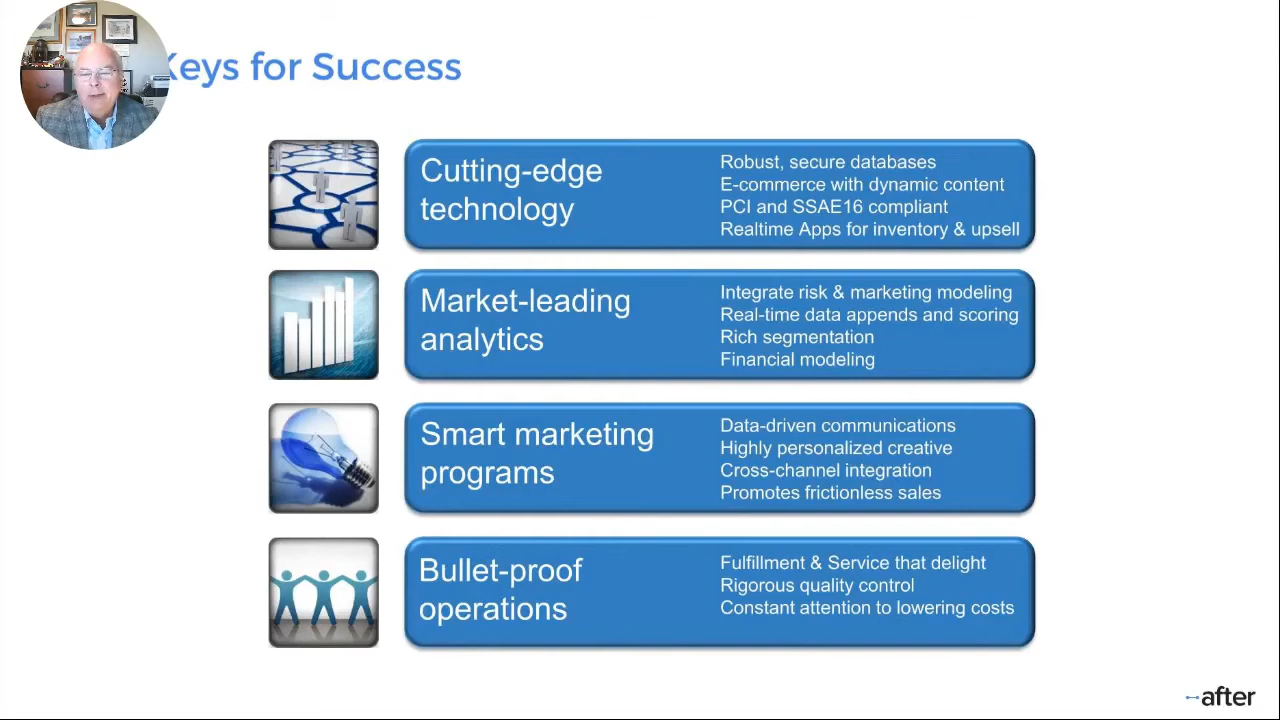 Keys for Success
Cutting-edge
technology
Robust, secure databases
E-commerce with dynamic content
PCI and SSAE16 compliant
Realtime Apps for inventory & upsell
Market-leading
analytics
Integrate risk & marketing modeling
Real-time data appends and scoring
Rich segmentation
Financial modeling
Smart marketing
programs
Data-driven communications
Highly personalized creative
Cross-channel integration
Promotes frictionless sales
Bullet-proof
operations
Fulfillment & Service that delight
Rigorous quality control
Constant attention to lowering costs
after